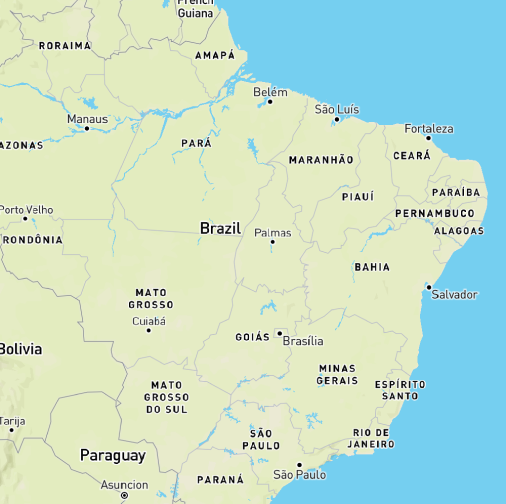 French
Guiana
RORAIMA
AMAPÁ
Belém
São Luís
Manaus
Fortaleza
AZONAS
PARÁ
MARANHÃO
CEARÁ
PIAUÍ
PARAÍBA
Porto Velho
PERNAMBUCO
Brazil
Palmas
ALAGOAS
RONDÔNIA
BAHIA
MATO
GROSSO
Salvador
Cuiabá
GOIÁS
Brasília
Bolivia
MINAS
GERAIS
MATO
GROSSO
DO SUL
ESPÍRITO
SANTO
Tarija
SÃO
PAULO
RIO DE
JANEIRO
Paraguay
São Paulo
PARANÁ
Asuncion